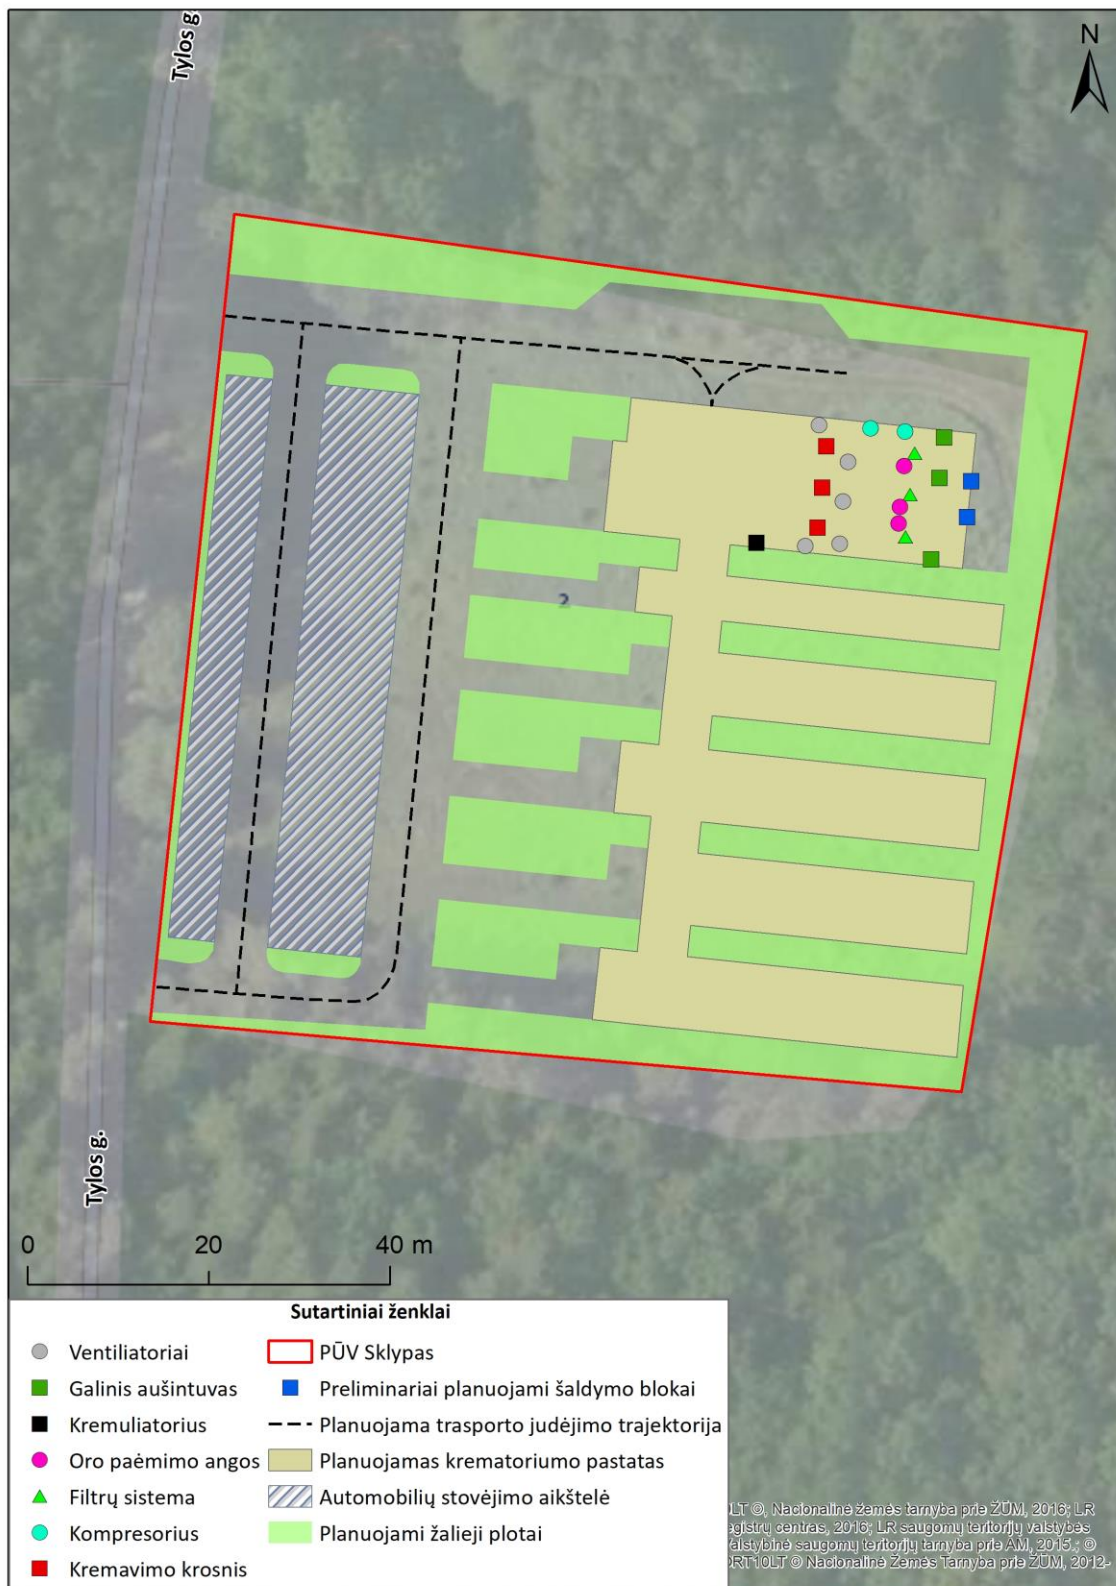 Tylos g.
N
2
Tylos g.
0 20 40 m
Sutartiniai ženklai
Ventiliatoriai
Galinis aušintuvas
Kremuliatorius
Oro paėmimo angos
Filtrų sistema
Kompresorius
Kremavimo krosnis
PŪV Sklypas
Preliminariai planuojami šaldymo blokai
Planuojama trasporto judėjimo trajektorija
Planuojamas krematoriumo pastatas
Automobilių stovėjimo aikštelė
Planuojami žalieji plotai
LT ©, Nacionalinė žemės tarnyba prie ŽŪM, 2016; LR
egistrų centras, 2016; LR saugomų teritorijų valstybės
Valstybinė saugomų teritorijų tarnyba prie AM, 2015.; ©
DRT10LT © Nacionalinė Žemės Tarnyba prie ŽŪM, 2012-